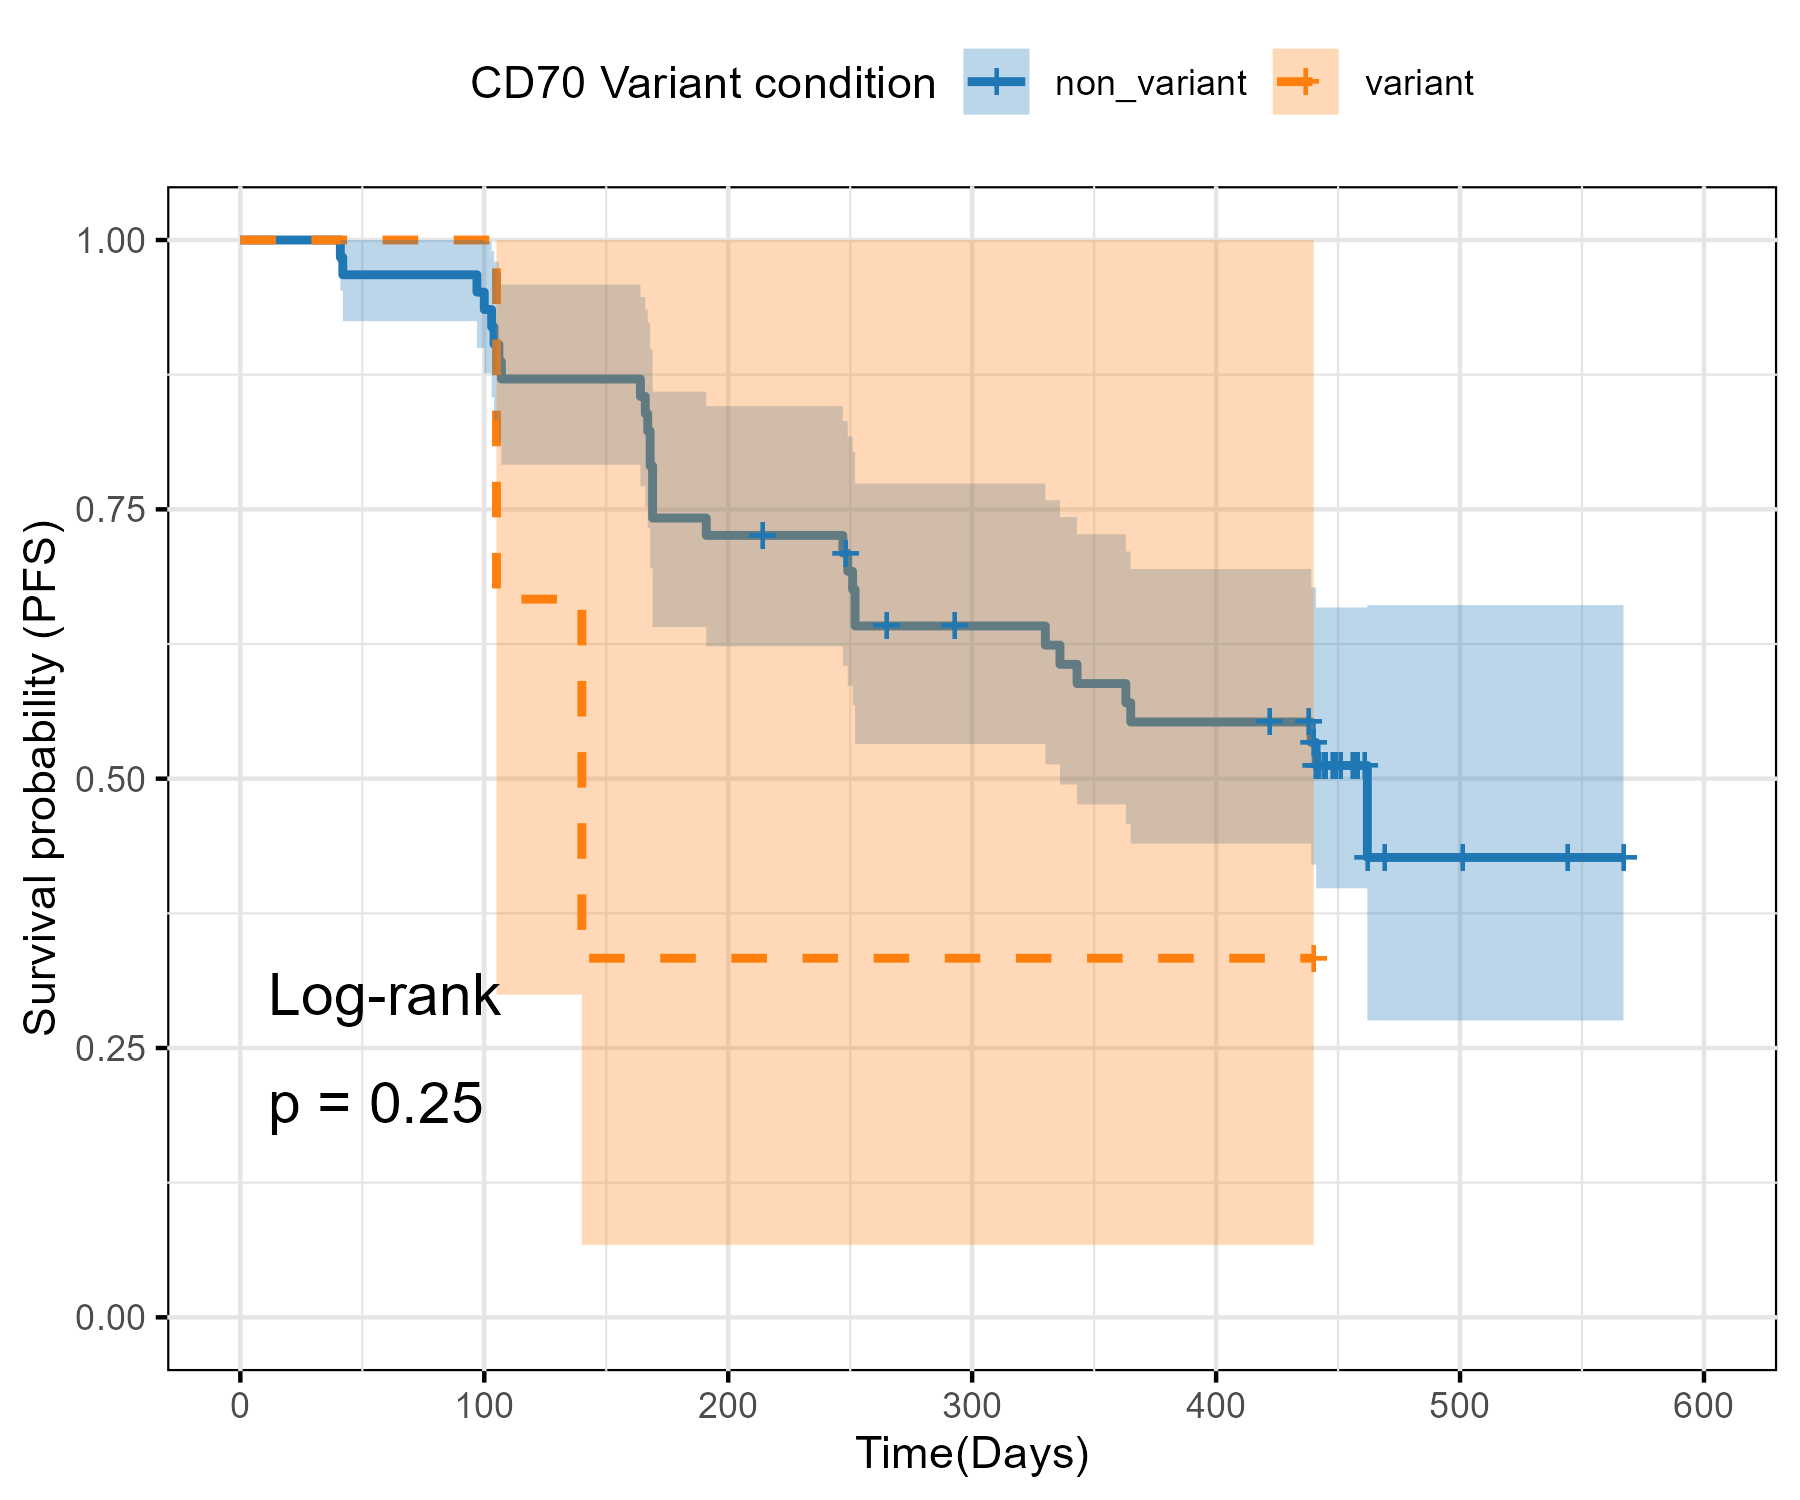 CD70 Variant condition non_variant variant
1.00
0.75
0.50
0.25
0.00
Survival probability (PFS)
Log-rank
p = 0.25
0 100 200 300 400 500 600
Time(Days)